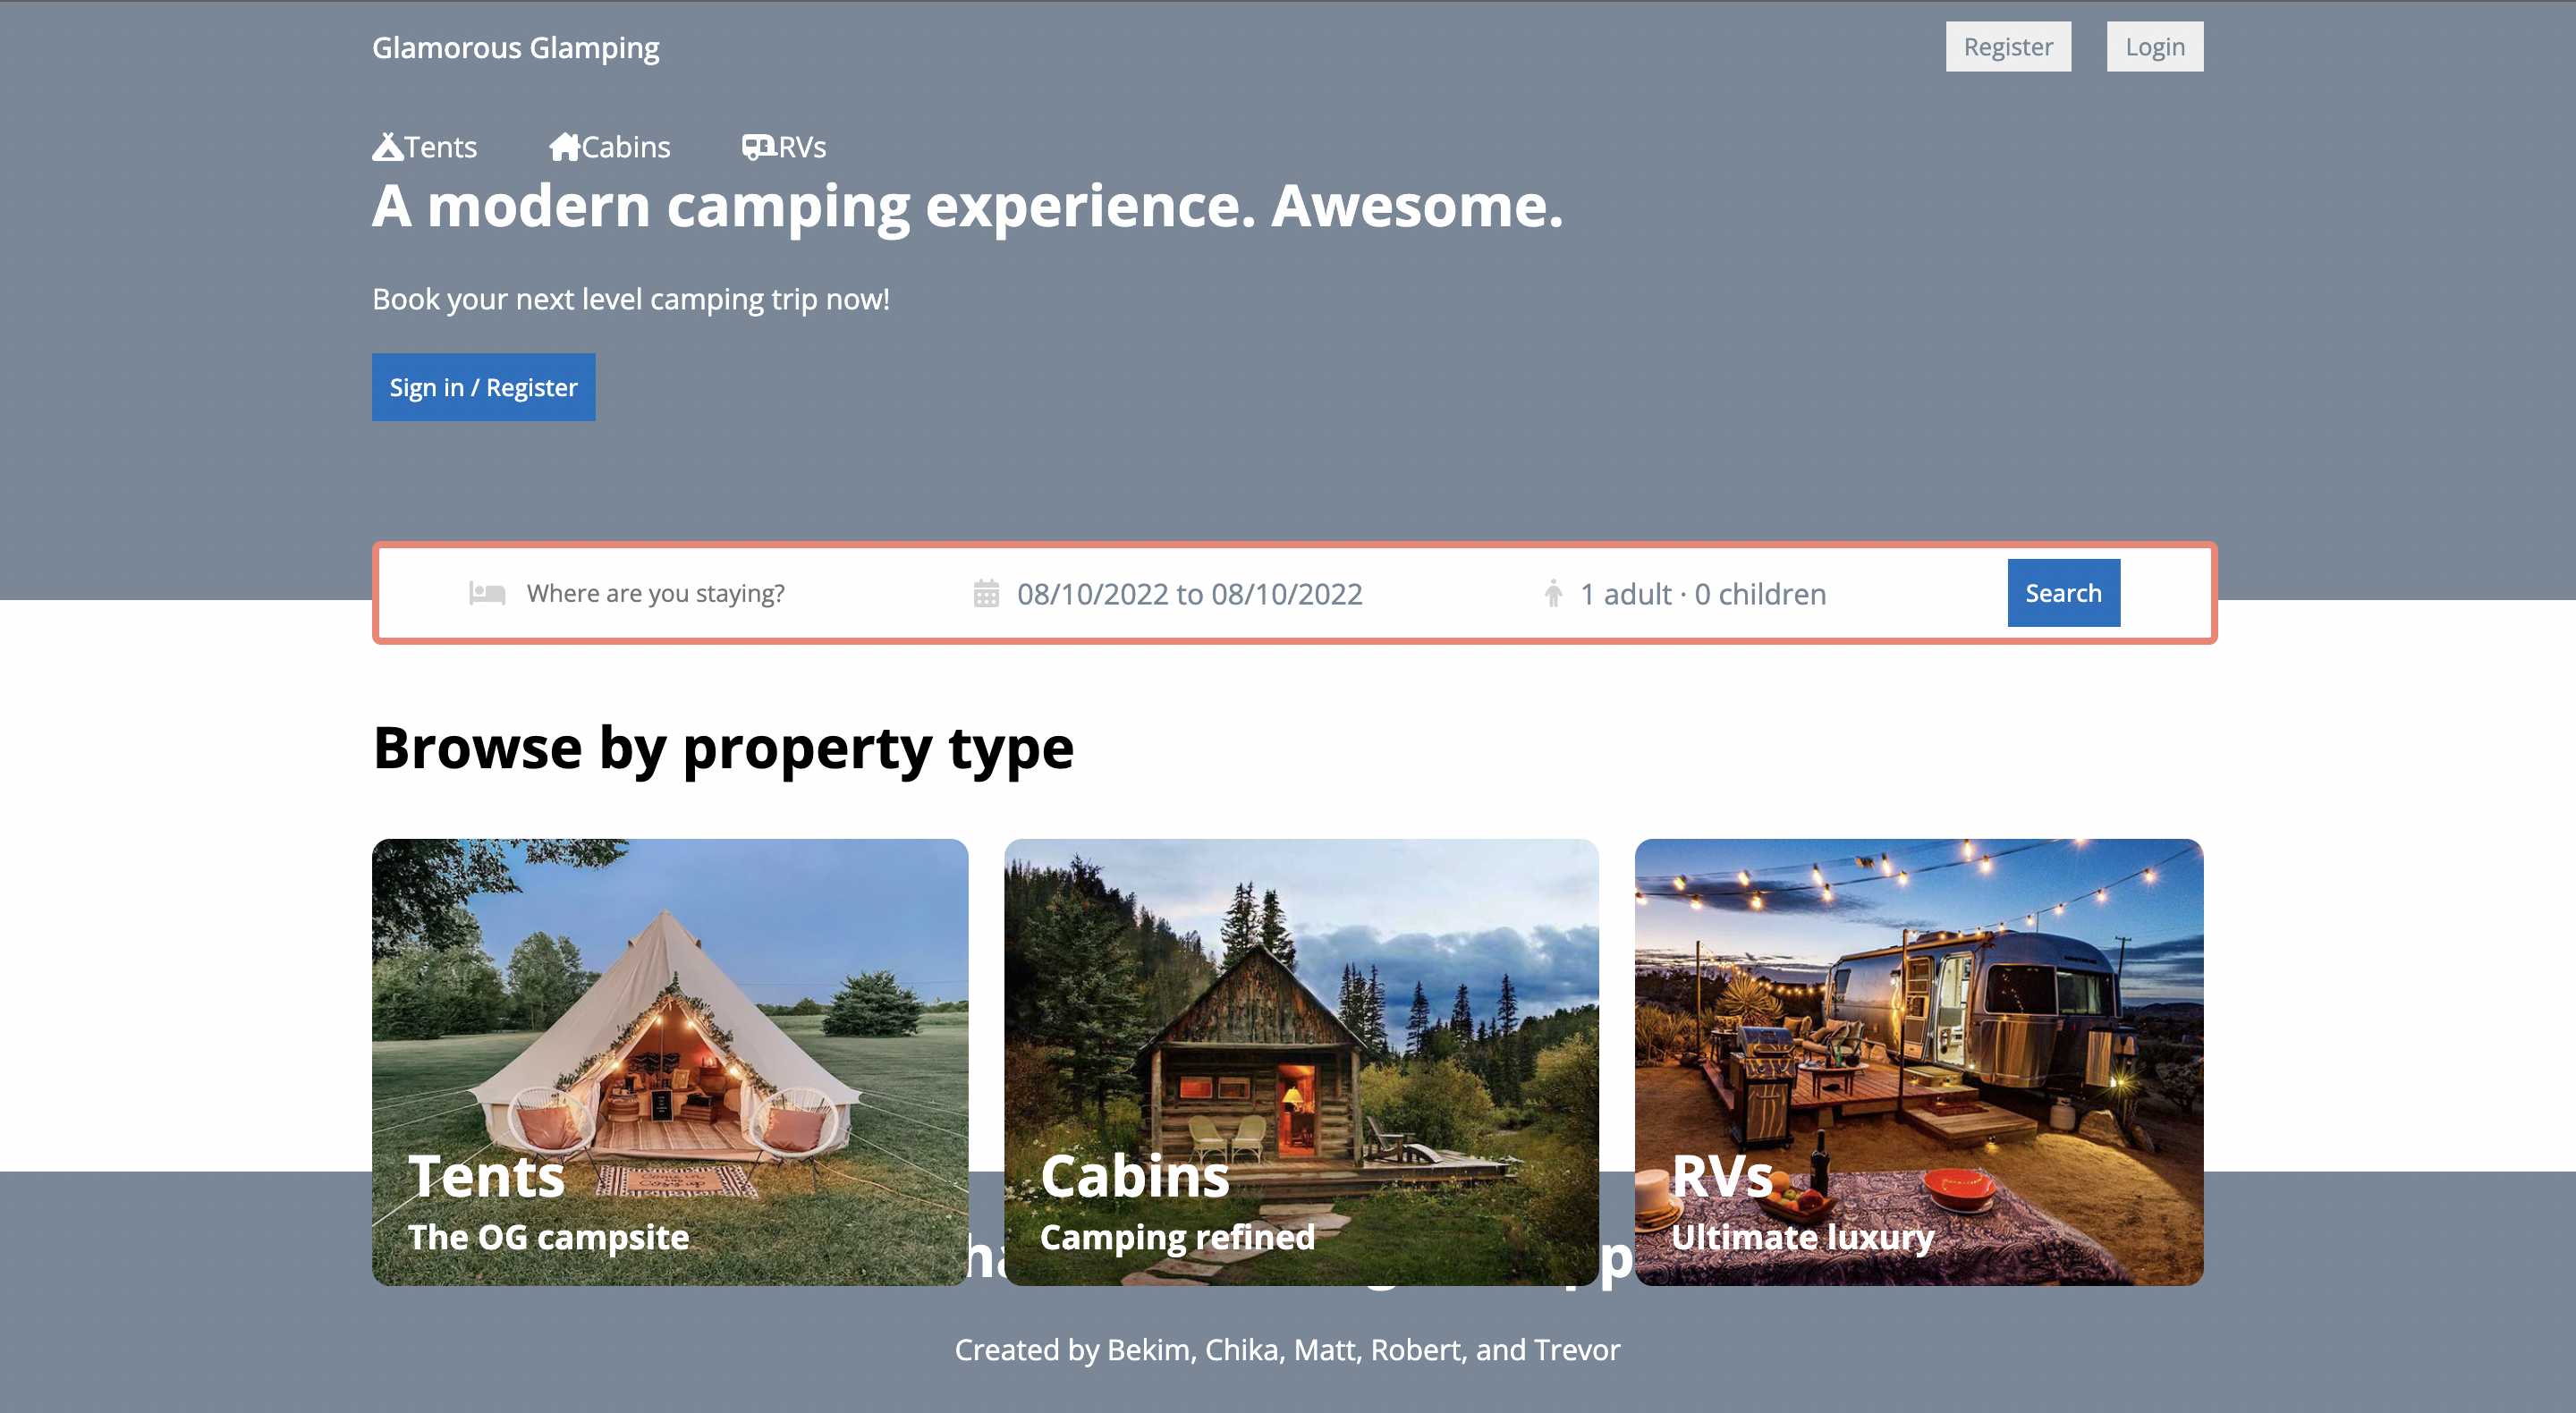 Glamorous Glamping
Register
Login
Tents
Cabins
RVs
A modern camping experience. Awesome.
Book your next level camping trip now!
Sign in / Register
Where are you staying?
08/10/2022 to 08/10/2022
1 adult · 0 children
Search
Browse by property type
Tents
The OG campsite
Cabins
Camping refined
RVs
Ultimate luxury
Created by Bekim, Chika, Matt, Robert, and Trevor